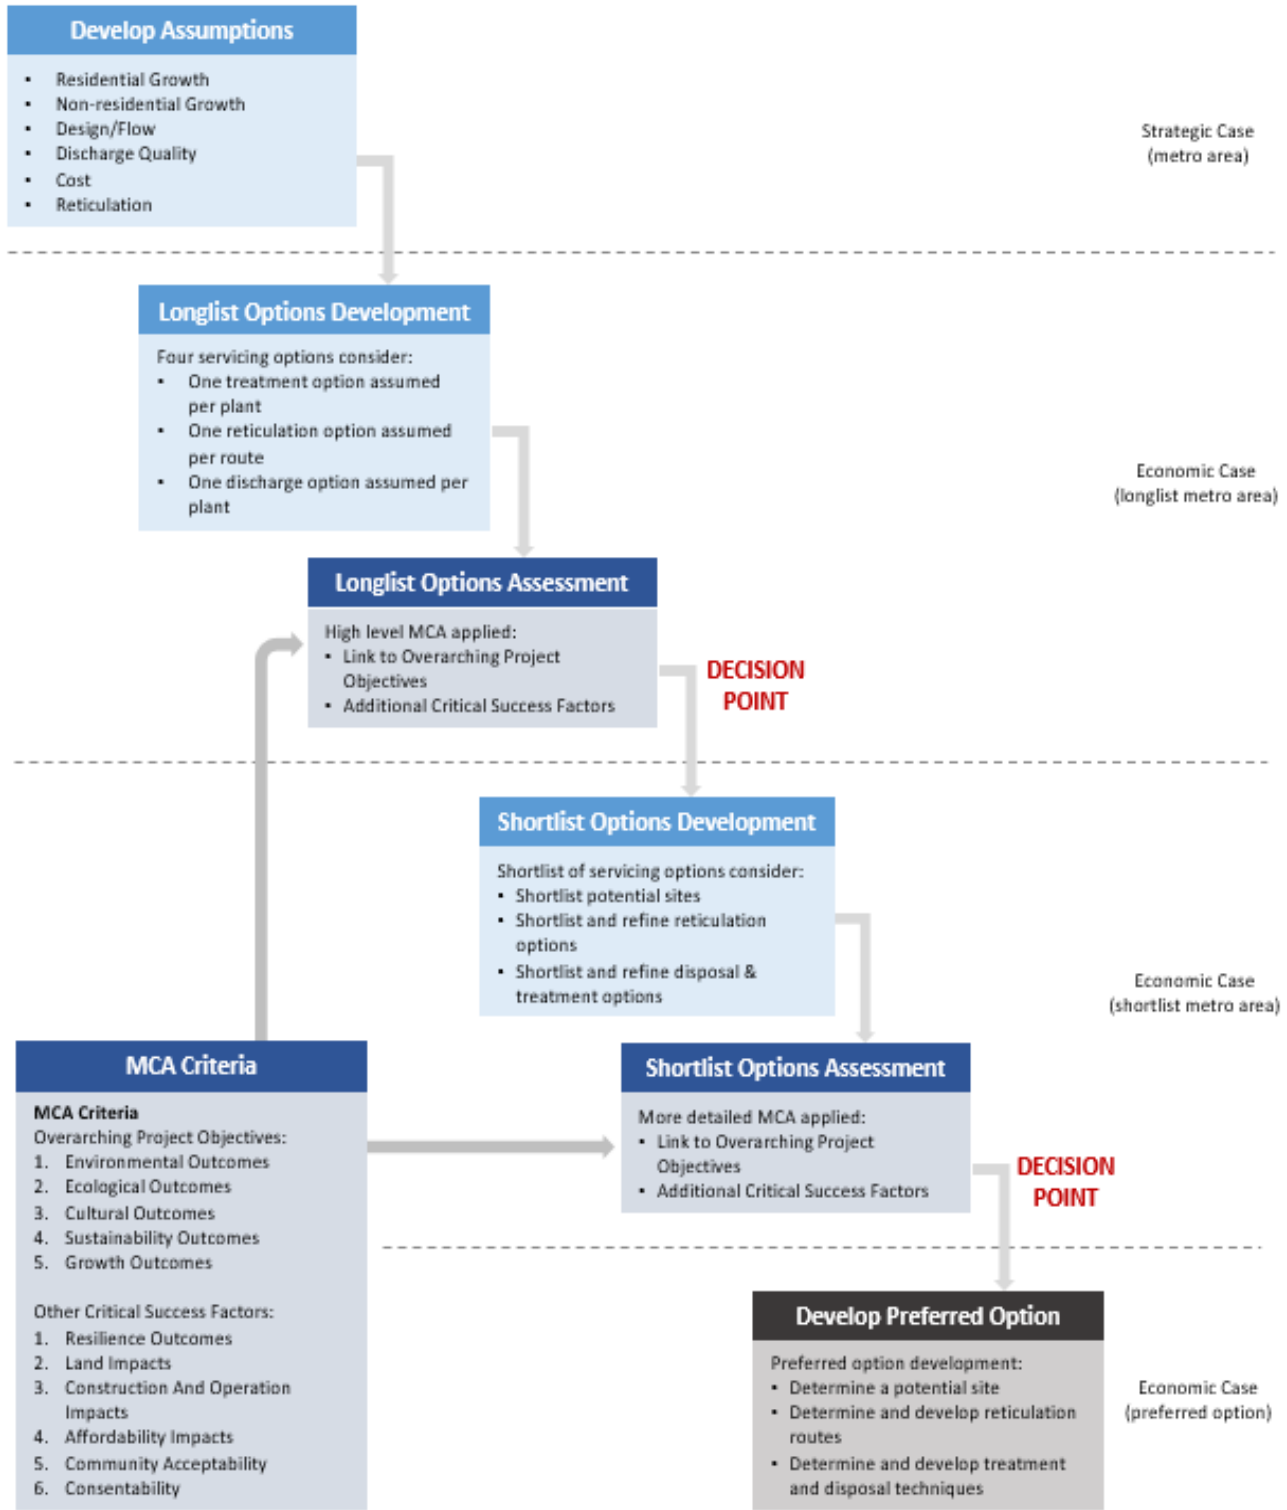 Develop Assumptions
▪ Residential Growth
▪ Non-residential Growth
▪ Design/Flow
▪ Discharge Quality
▪ Cost
▪ Reticulation
Strategic Case
(metro area)
Longlist Options Development
Four servicing options consider:
▪ One treatment option assumed
per plant
▪ One reticulation option assumed
per route
▪ One discharge option assumed per
plant
Economic Case
(longlist metro area)
Longlist Options Assessment
High level MCA applied:
▪ Link to Overarching Project
Objectives
▪ Additional Critical Success Factors
DECISION
POINT
Shortlist Options Development
Shortlist of servicing options consider:
▪ Shortlist potential sites
▪ Shortlist and refine reticulation
options
▪ Shortlist and refine disposal &
treatment options
Economic Case
(shortlist metro area)
MCA Criteria
MCA Criteria
Overarching Project Objectives:
1. Environmental Outcomes
2. Ecological Outcomes
3. Cultural Outcomes
4. Sustainability Outcomes
5. Growth Outcomes
Other Critical Success Factors:
1. Resilience Outcomes
2. Land Impacts
3. Construction And Operation
Impacts
4. Affordability Impacts
5. Community Acceptability
6. Consentability
Shortlist Options Assessment
More detailed MCA applied:
▪ Link to Overarching Project
Objectives
▪ Additional Critical Success Factors
DECISION
POINT
Develop Preferred Option
Preferred option development:
▪ Determine a potential site
▪ Determine and develop reticulation
routes
▪ Determine and develop treatment
and disposal techniques
Economic Case
(preferred option)